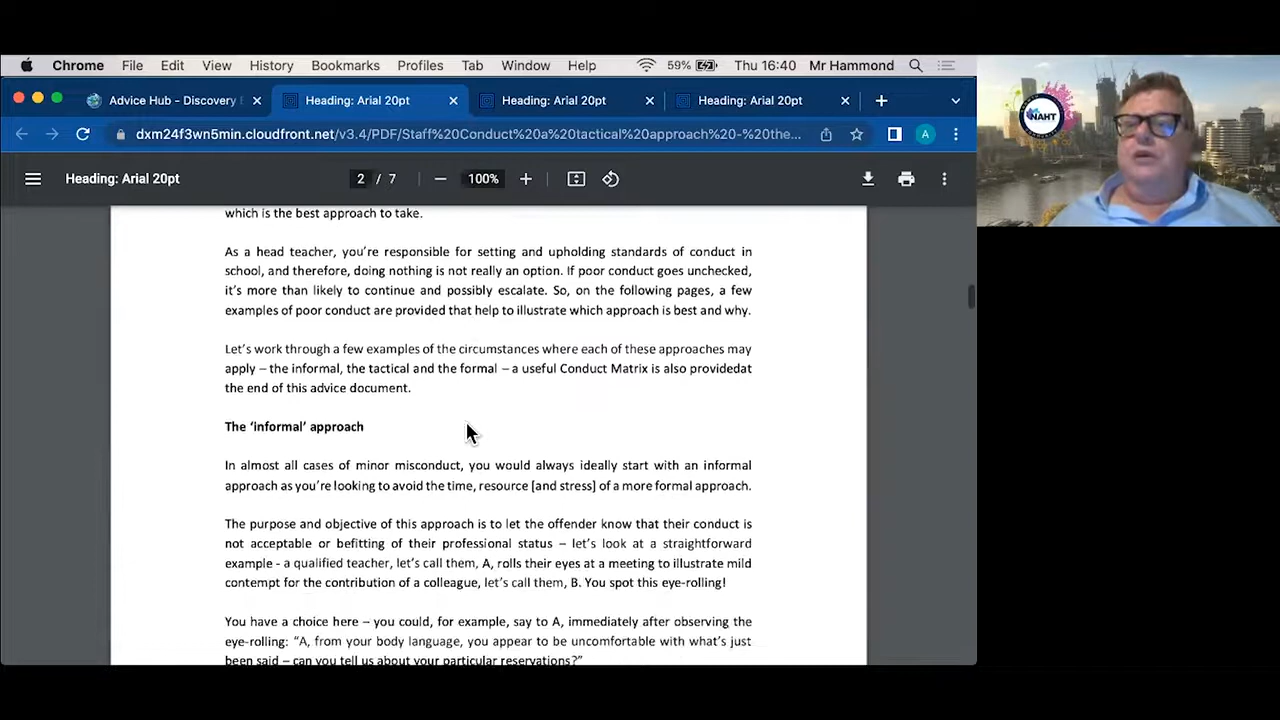 Chrome File Edit View History Bookmarks Profiles Tab Window Help 59% Thu 16:40 Mr Hammond
Advice Hub - Discovery E Heading: Arial 20pt Heading: Arial 20pt Heading: Arial 20pt
dxm24f3wn5min.cloudfront.net/v3.4/PDF/Staff%20Conduct%20a%20tactical%20approach%20-%20the... A
Heading: Arial 20pt 2 / 7 100%
NAHT
which is the best approach to take.
As a head teacher, you're responsible for setting and upholding standards of conduct in
school, and therefore, doing nothing is not really an option. If poor conduct goes unchecked,
it's more than likely to continue and possibly escalate. So, on the following pages, a few
examples of poor conduct are provided that help to illustrate which approach is best and why.
Let's work through a few examples of the circumstances where each of these approaches may
apply – the informal, the tactical and the formal – a useful Conduct Matrix is also providedat
the end of this advice document.
The 'informal' approach
In almost all cases of minor misconduct, you would always ideally start with an informal
approach as you're looking to avoid the time, resource [and stress] of a more formal approach.
The purpose and objective of this approach is to let the offender know that their conduct is
not acceptable or befitting of their professional status – let's look at a straightforward
example - a qualified teacher, let's call them, A, rolls their eyes at a meeting to illustrate mild
contempt for the contribution of a colleague, let's call them, B. You spot this eye-rolling!
You have a choice here – you could, for example, say to A, immediately after observing the
eye-rolling: "A, from your body language, you appear to be uncomfortable with what's just
been said – can you tell us about your particular reservations?"